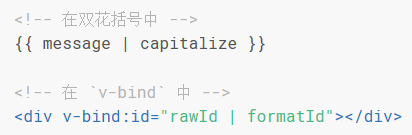 <!-- 在双花括号中 -->
{{ message | capitalize }}
<!-- 在 `v-bind` 中 -->
<div v-bind:id="rawId | formatId"></div>